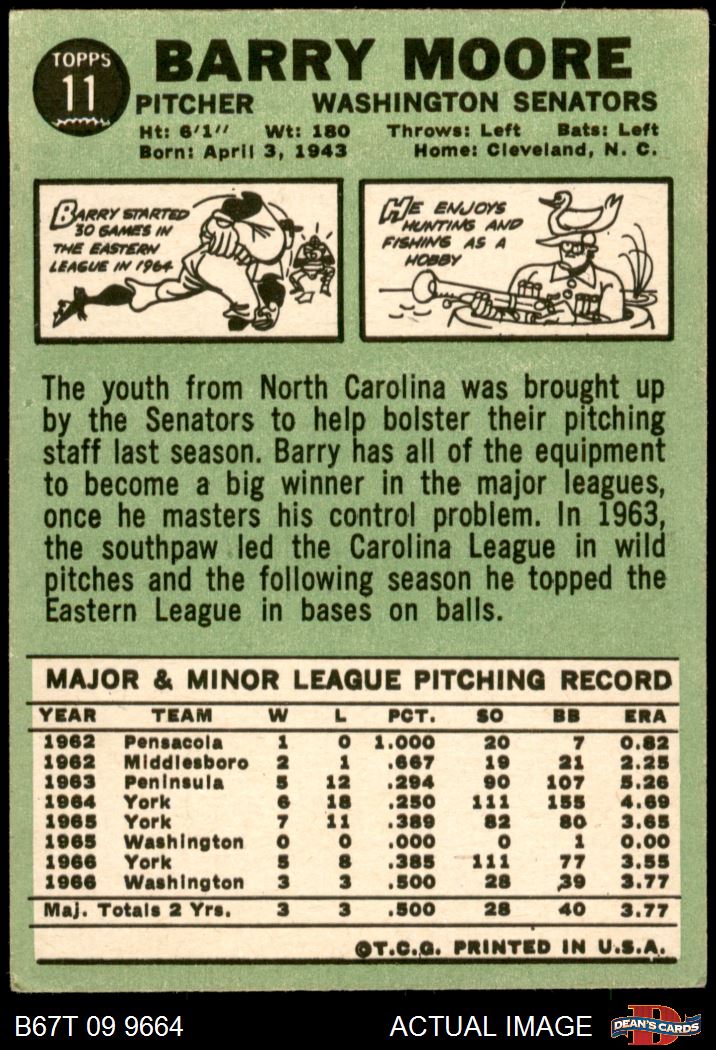 TOPPS
11
BARRY MOORE
PITCHER WASHINGTON SENATORS
Ht: 6'1" Wt: 180 Throws: Left Bats: Left
Born: April 3, 1943 Home: Cleveland, N. C.
BARRY STARTED
30 GAMES IN
THE EASTERN
LEAGUE IN 1964
HE ENJOYS
HUNTING AND
FISHING AS A
HOBBY
The youth from North Carolina was brought up
by the Senators to help bolster their pitching
staff last season. Barry has all of the equipment
to become a big winner in the major leagues,
once he masters his control problem. In 1963,
the southpaw led the Carolina League in wild
pitches and the following season he topped the
Eastern League in bases on balls.
MAJOR & MINOR LEAGUE PITCHING RECORD
YEAR TEAM W L PCT. SO BB ERA
1962 Pensacola 1 0 1.000 20 7 0.82
1962 Middlesboro 2 1 .667 19 21 2.25
1963 Peninsula 5 12 .294 90 107 5.26
1964 York 6 18 .250 111 155 4.69
1965 York 7 11 .389 82 80 3.65
1965 Washington 0 0 .000 0 1 0.00
1966 York 5 8 .385 111 77 3.55
1966 Washington 3 3 .500 28 39 3.77
Maj. Totals 2 Yrs. 3 3 .500 28 40 3.77
©T.C.G. PRINTED IN U.S.A.
B67T 09 9664 ACTUAL IMAGE
DEAN'S CARDS